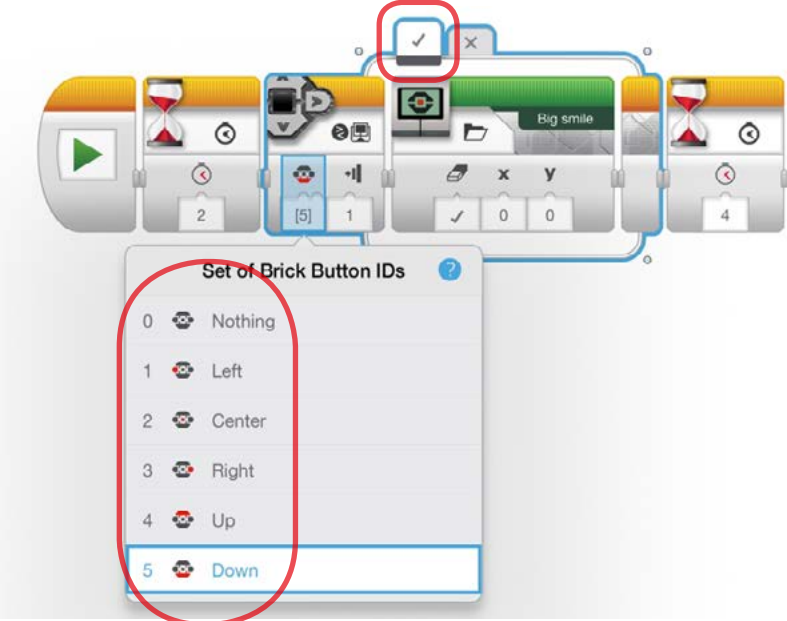 Big smile
x y
2 [5] 1 0 0 4
Set of Brick Button IDs ?
0 Nothing
1 Left
2 Center
3 Right
4 Up
5 Down